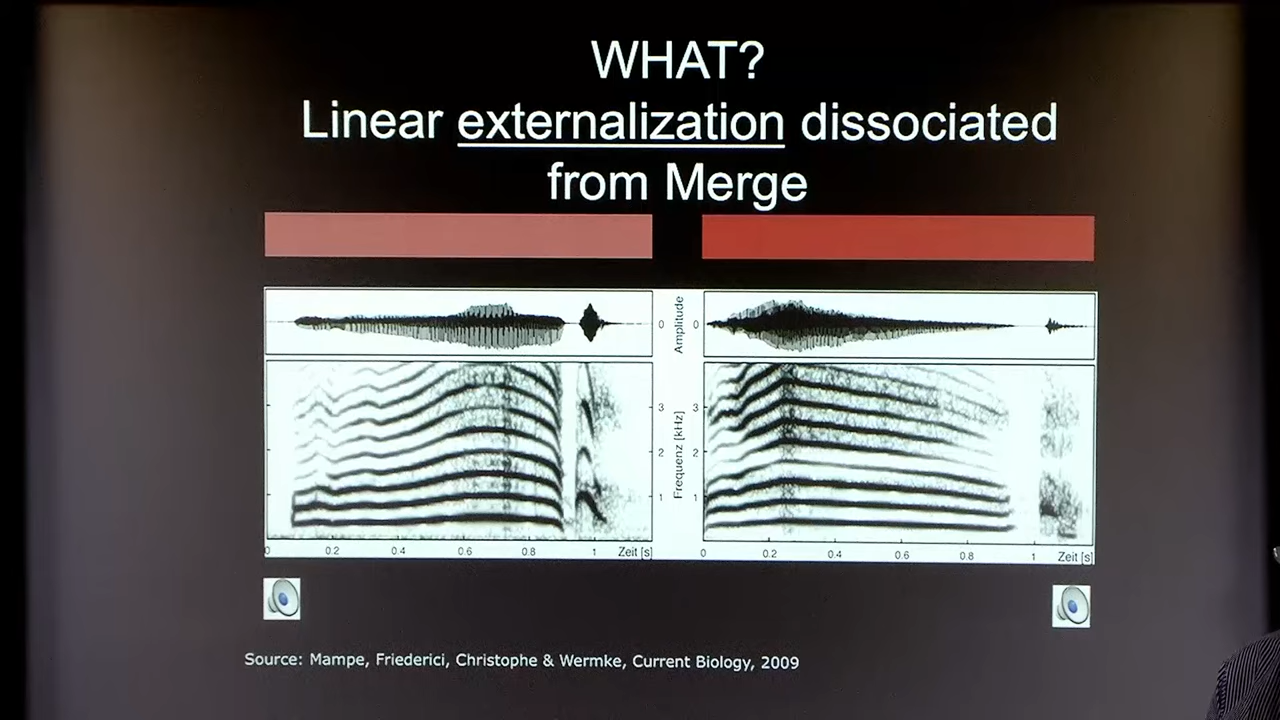 WHAT?
Linear externalization dissociated
from Merge
0 Amplitude 0
3 3
2 2
1 1
Frequenz [kHz]
0 0.2 0.4 0.6 0.8 1 Zeit [s]
0 0.2 0.4 0.6 0.8 1 Zeit [s]
Source: Mampe, Friederici, Christophe & Wermke, Current Biology, 2009